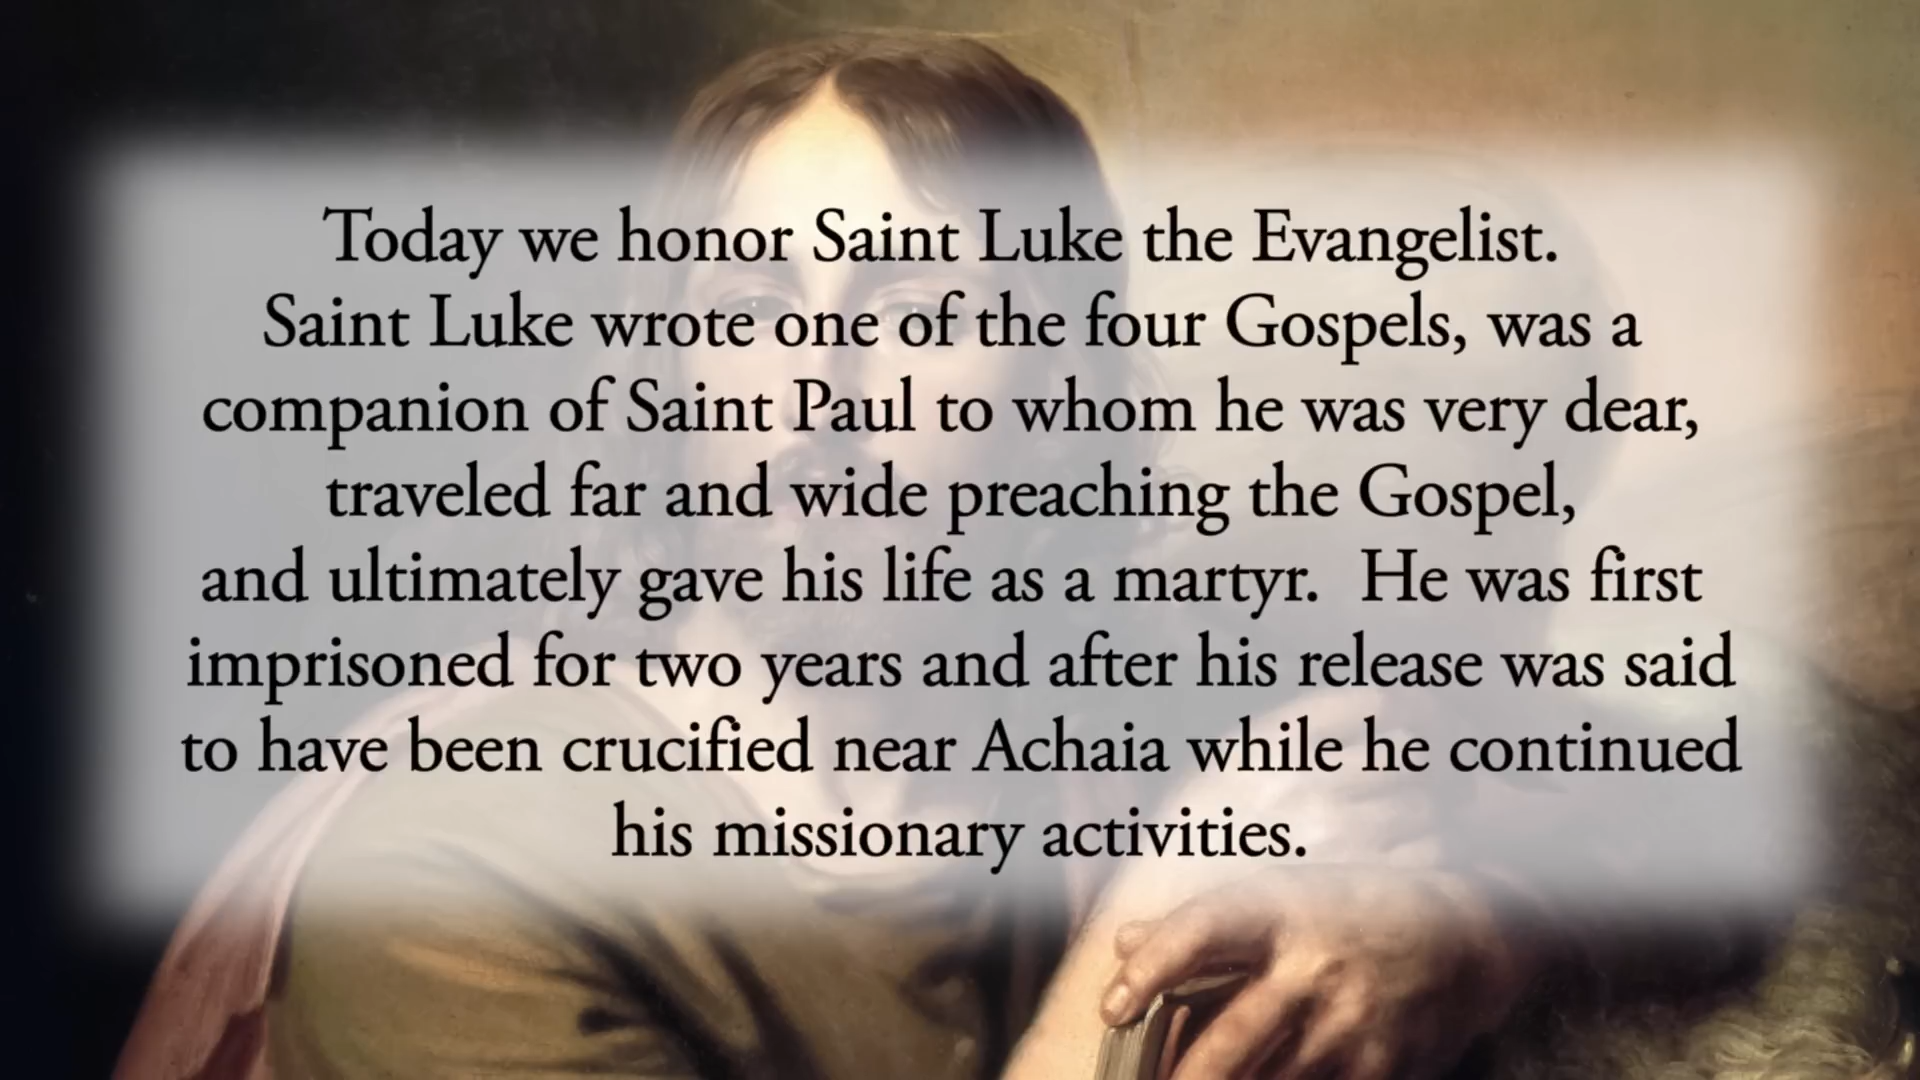 Today we honor Saint Luke the Evangelist.
Saint Luke wrote one of the four Gospels, was a
companion of Saint Paul to whom he was very dear,
traveled far and wide preaching the Gospel,
and ultimately gave his life as a martyr.  He was first
imprisoned for two years and after his release was said
to have been crucified near Achaia while he continued
his missionary activities.